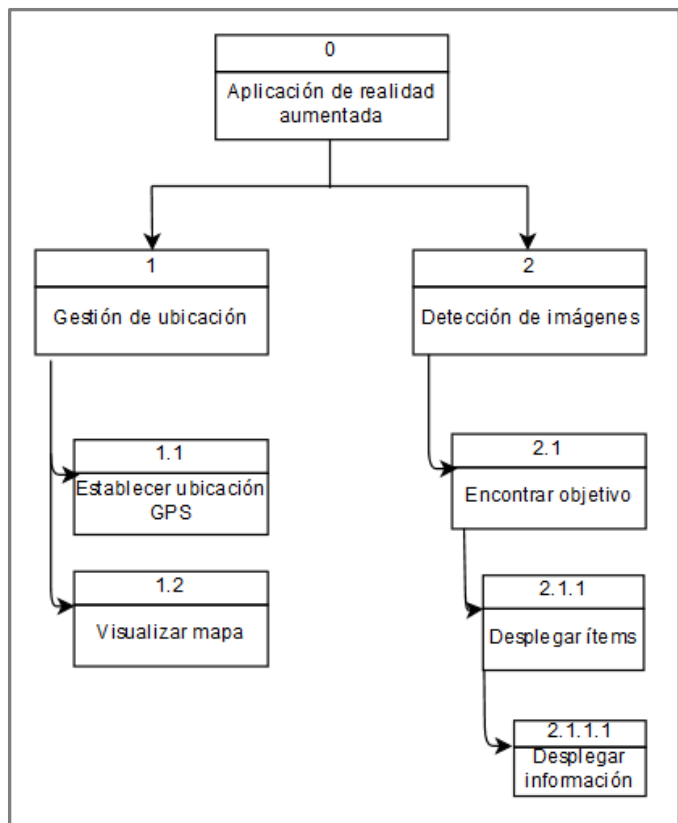 0
Aplicación de realidad
aumentada
1
Gestión de ubicación
2
Detección de imágenes
1.1
Establecer ubicación
GPS
1.2
Visualizar mapa
2.1
Encontrar objetivo
2.1.1
Desplegar ítems
2.1.1.1
Desplegar
información